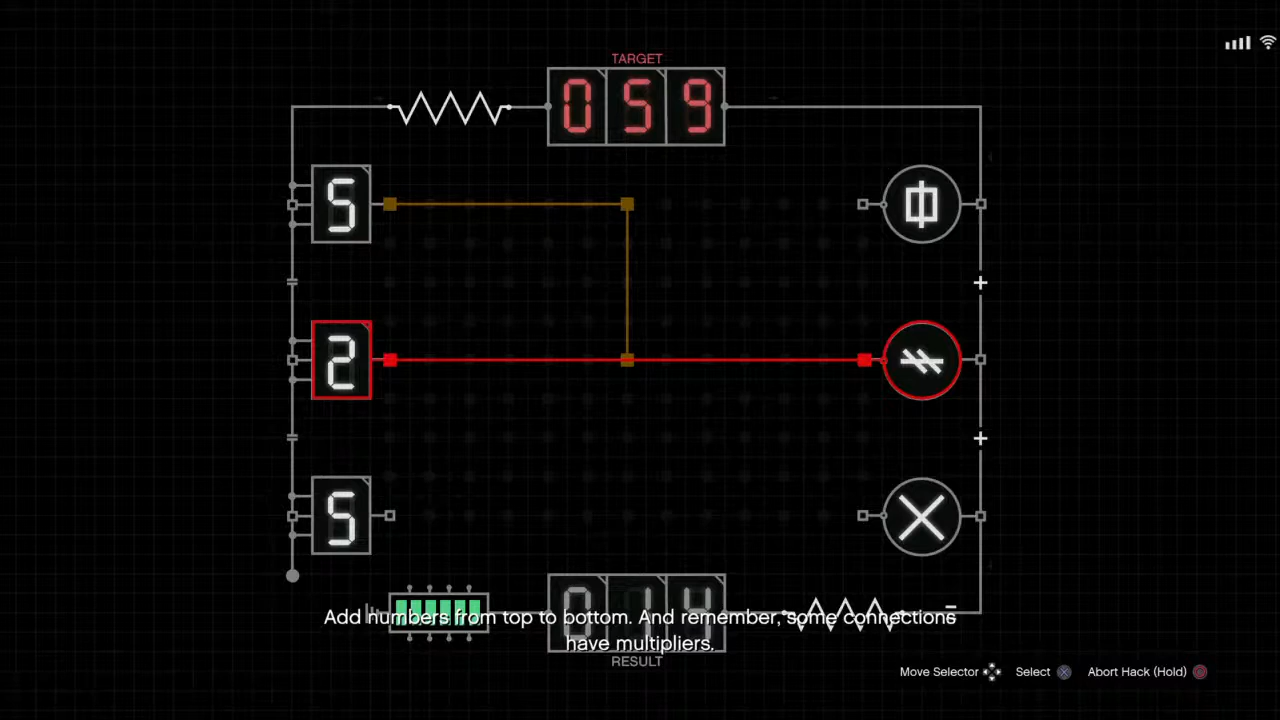 TARGET
059
5
2
5
014
Add numbers from top to bottom. And remember, some connections
have multipliers.
RESULT
Move Selector Select Abort Hack (Hold)